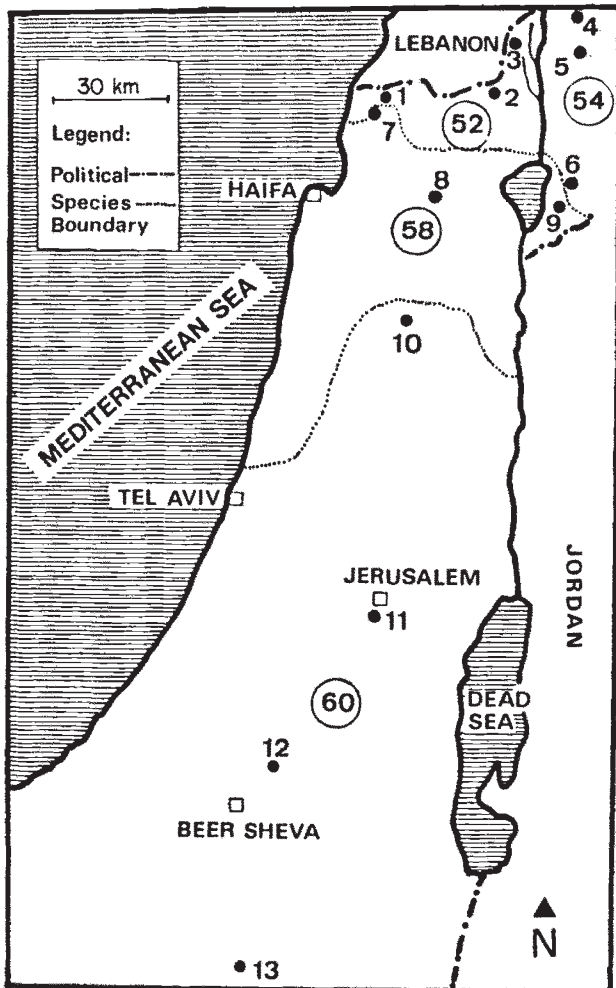 LEBANON
4
3
5
30 km
1
2
54
Legend:
7
52
Political
6
HAIFA
8
Species
Boundary
9
58
MEDITERRANEAN SEA
10
TEL AVIV
JERUSALEM
JORDAN
11
60
DEAD
SEA
12
BEER SHEVA
N
13